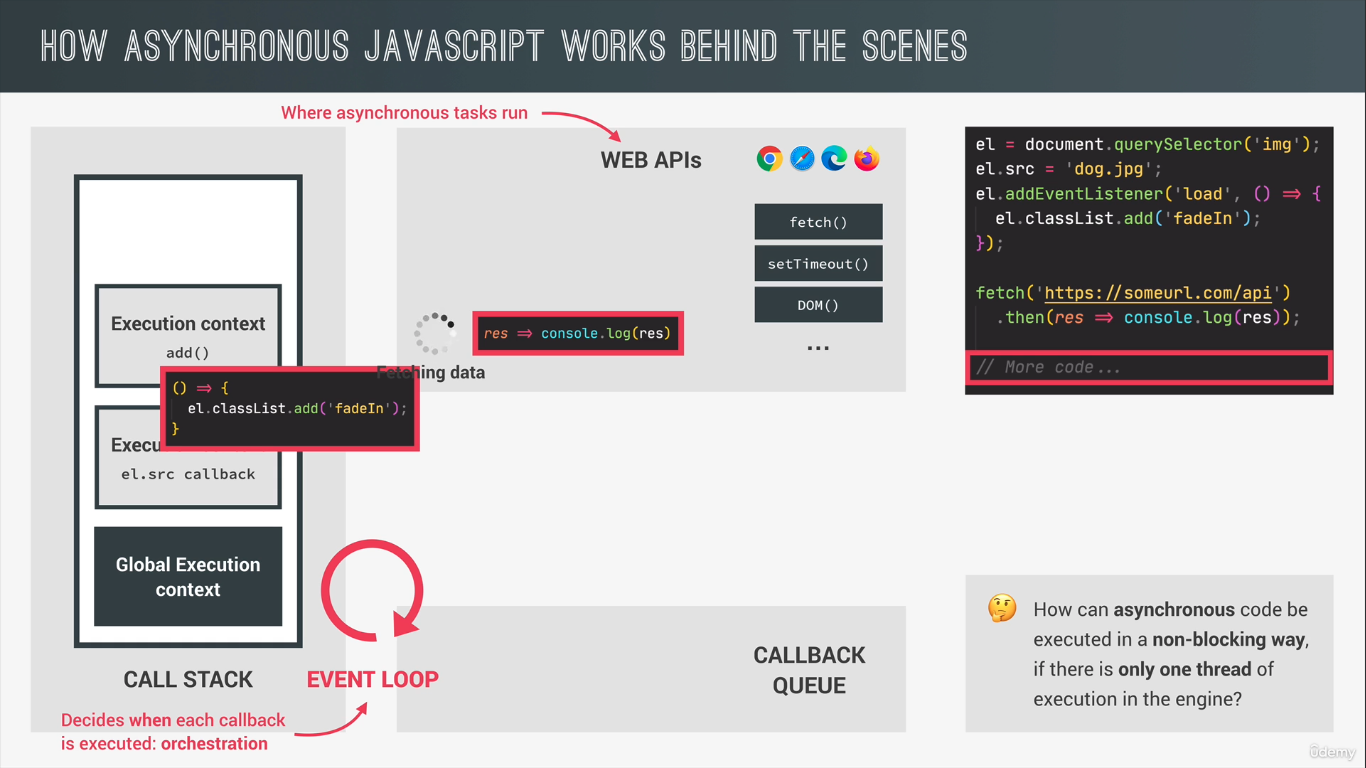 HOW ASYNCHRONOUS JAVASCRIPT WORKS BEHIND THE SCENES
Where asynchronous tasks run
WEB APIs
fetch()
setTimeout()
DOM()
...
res => console.log(res)
Fetching data
Execution context
add()
() => {
el.classList.add('fadeIn');
}
Execu
el.src callback
Global Execution
context
CALL STACK
EVENT LOOP
Decides when each callback
is executed: orchestration
CALLBACK
QUEUE
el = document.querySelector('img');
el.src = 'dog.jpg';
el.addEventListener('load', () => {
el.classList.add('fadeIn');
});
fetch('https://someurl.com/api')
.then(res => console.log(res));
// More code...
How can asynchronous code be
executed in a non-blocking way,
if there is only one thread of
execution in the engine?
ûdemy